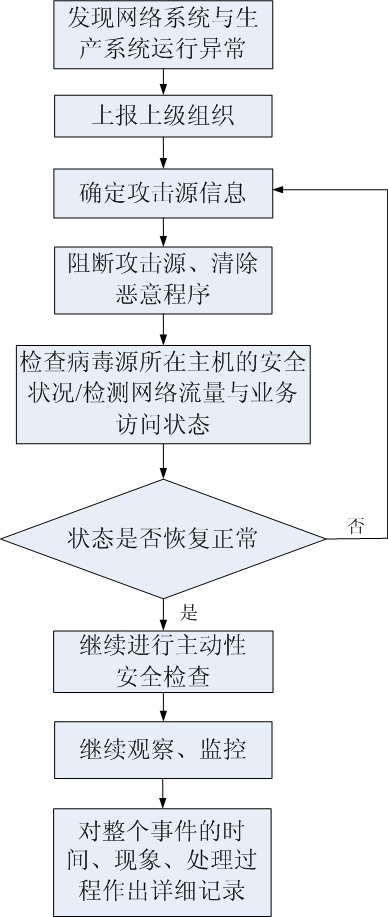 发现网络系统与生
产系统运行异常
上报上级组织
确定攻击源信息
阻断攻击源、清除
恶意程序
检查病毒源所在主机的安全
状况/检测网络流量与业务
访问状态
状态是否恢复正常
否
是
继续进行主动性
安全检查
继续观察、监控
对整个事件的时
间、现象、处理过
程作出详细记录